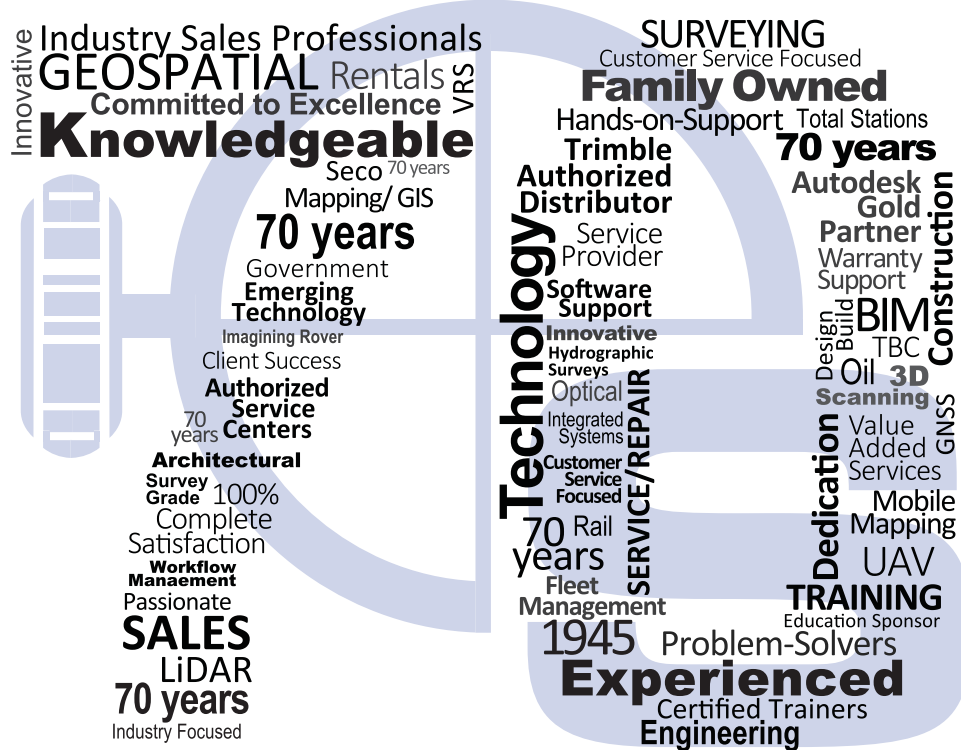 Innovative
Industry Sales Professionals
GEOSPATIAL Rentals
VRS
Committed to Excellence
Knowledgeable
Seco 70 years
Mapping/ GIS
70 years
Government
Emerging
Technology
Imagining Rover
Client Success
Authorized
Service
Centers
70
years
Architectural
Survey
Grade
100%
Complete
Satisfaction
Workflow
Manaement
Passionate
SALES
LiDAR
70 years
Industry Focused
SURVEYING
Customer Service Focused
Family Owned
Hands-on-Support
Total Stations
Trimble
Authorized
Distributor
70 years
Autodesk
Gold
Partner
Construction
Technology
Service
Provider
Warranty
Support
Software
Support
Innovative
Hydrographic
Surveys
Optical
Integrated
Systems
SERVICE/REPAIR
Customer
Service
Focused
70
years
Rail
Fleet
Management
1945
Design
Build
BIM
TBC
Oil
3D
Scanning
GNSS
Dedication
Value
Added
Services
Mobile
Mapping
UAV
TRAINING
Education Sponsor
Problem-Solvers
Experienced
Certified Trainers
Engineering